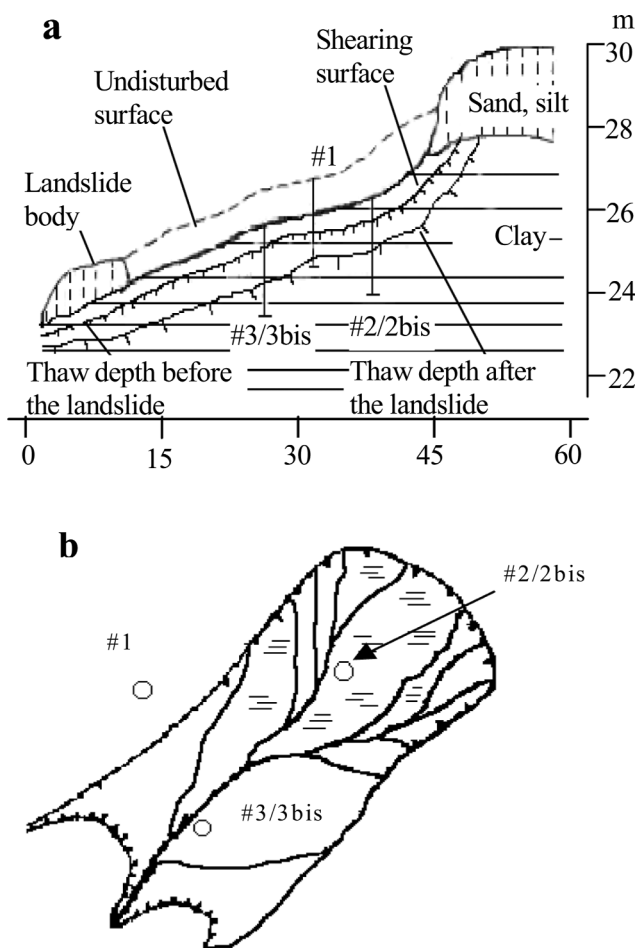 a
m
30
Shearing
surface
Sand, silt
Undisturbed
surface
28
#1
Landslide
body
26
Clay
24
#3/3bis
#2/2bis
Thaw depth before
the landslide
Thaw depth after
the landslide
22
0
15
30
45
60
b
#2/2bis
#1
#3/3bis